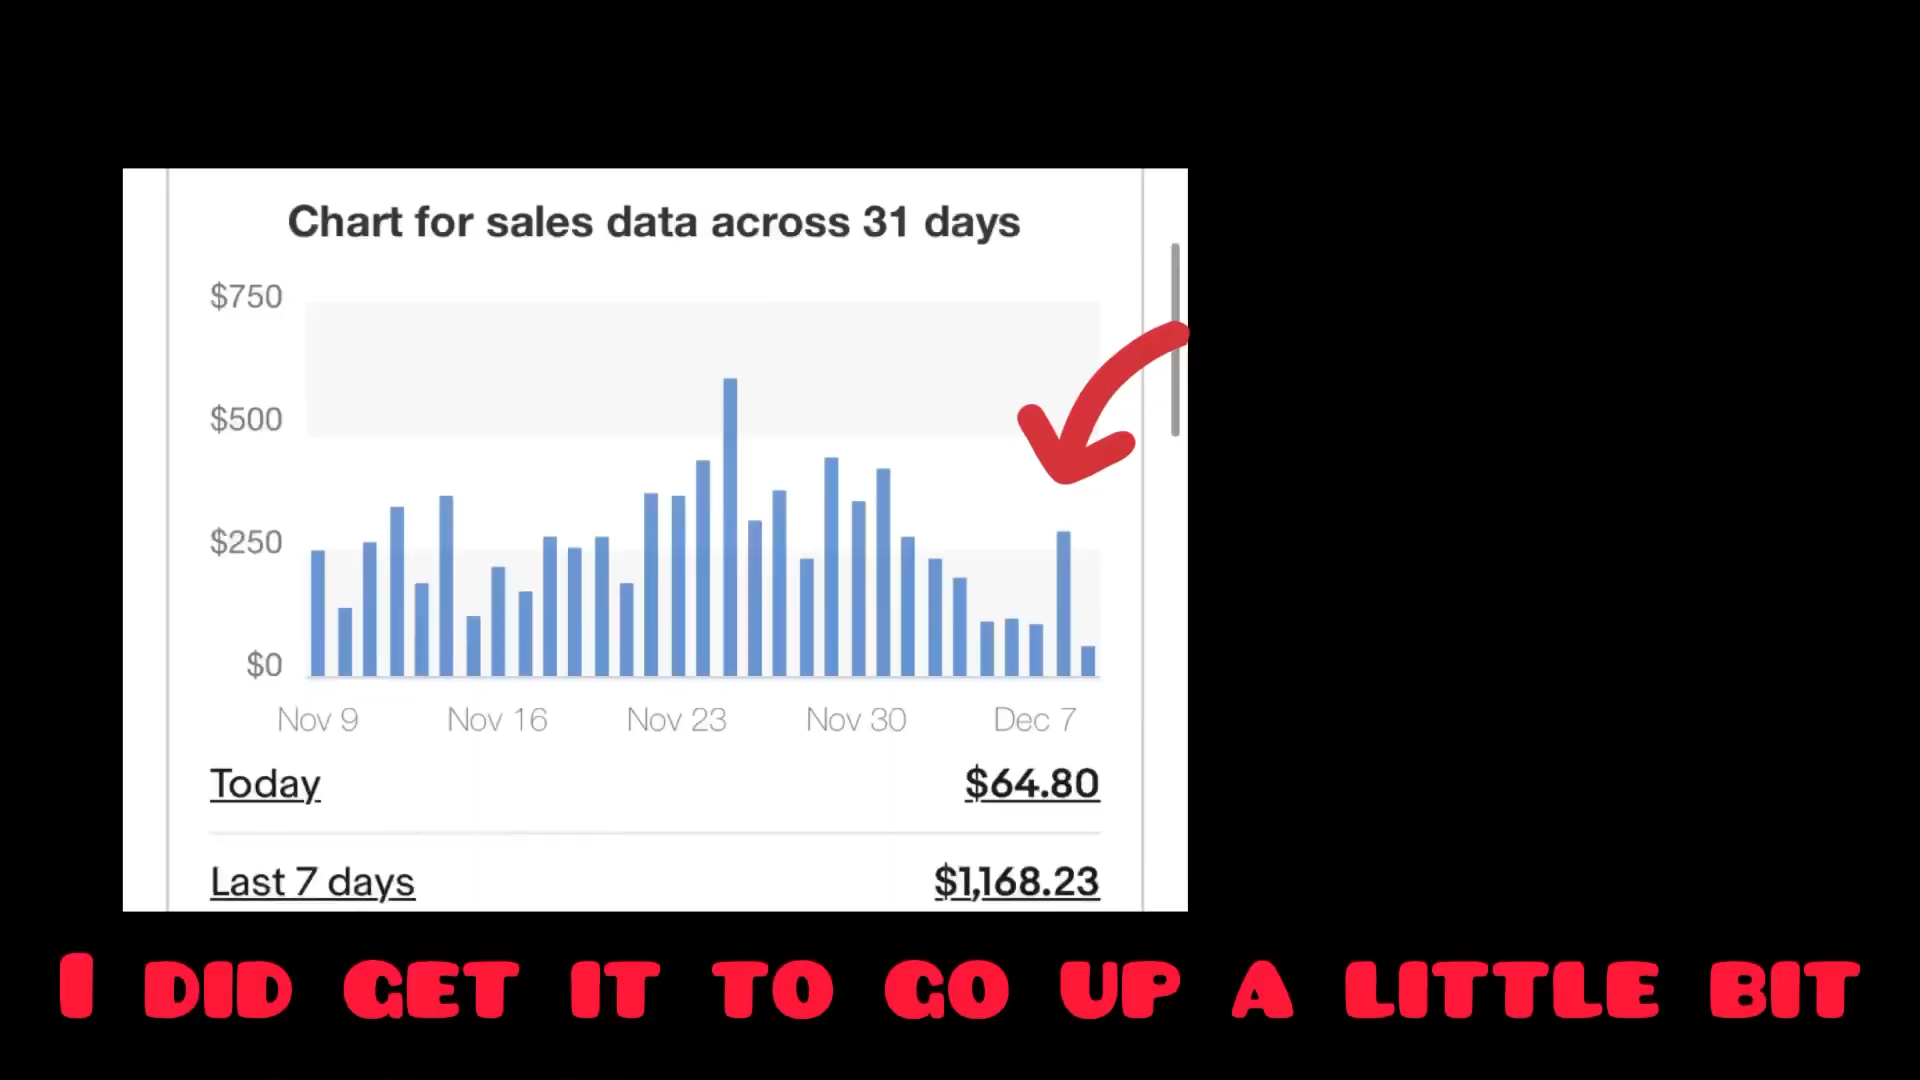 Chart for sales data across 31 days
$750
$500
$250
$0
Nov 9 Nov 16 Nov 23 Nov 30 Dec 7
Today $64.80
Last 7 days $1,168.23
I DID GET IT TO GO UP A LITTLE BIT